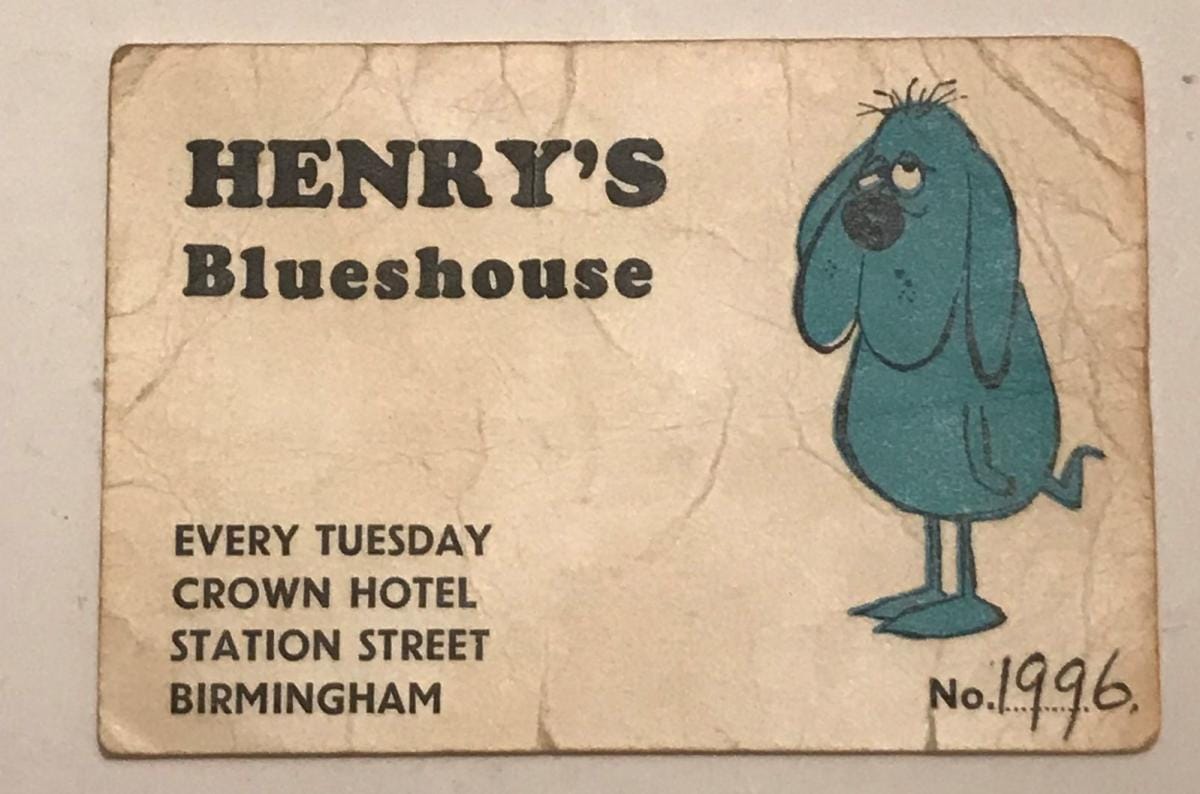 HENRY'S
Blueshouse
EVERY TUESDAY
CROWN HOTEL
STATION STREET
BIRMINGHAM
No. 1996.